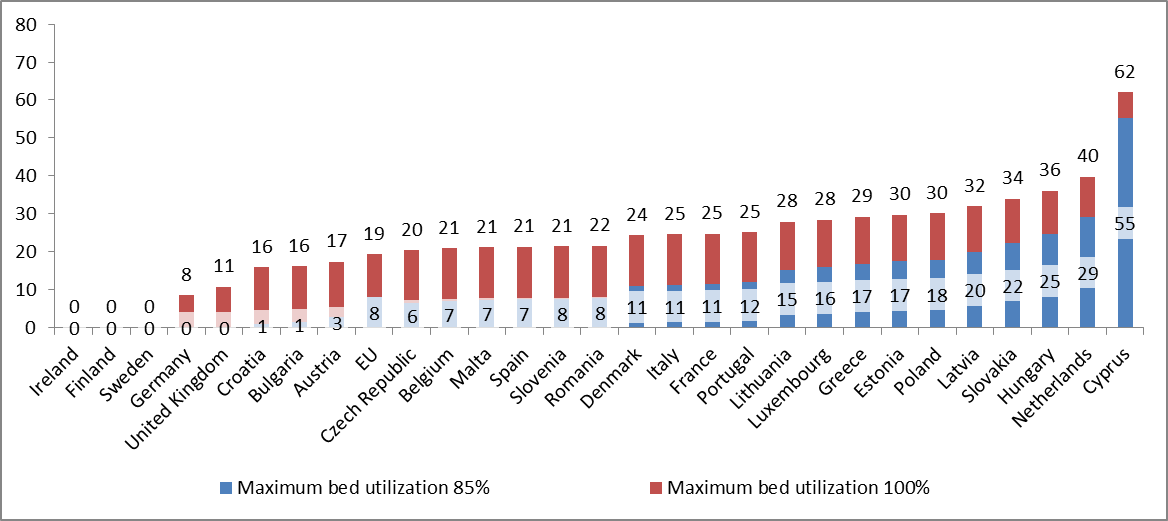 80
70
60
50
40
30
20
10
0
0 0 0 8 11 16 16 17 19 20 21 21 21 21 22 24 25 25 25 28 28 29 30 30 32 34 36 40 62
0 0 0 0 0 1 1 3 8 6 7 7 7 8 8 11 11 11 12 15 16 17 17 18 20 22 25 29 55
Ireland
Finland
Sweden
Germany
United Kingdom
Croatia
Bulgaria
Austria
EU
Czech Republic
Belgium
Malta
Spain
Slovenia
Romania
Denmark
Italy
France
Portugal
Lithuania
Luxembourg
Greece
Estonia
Poland
Latvia
Slovakia
Hungary
Netherlands
Cyprus
Maximum bed utilization 85% Maximum bed utilization 100%